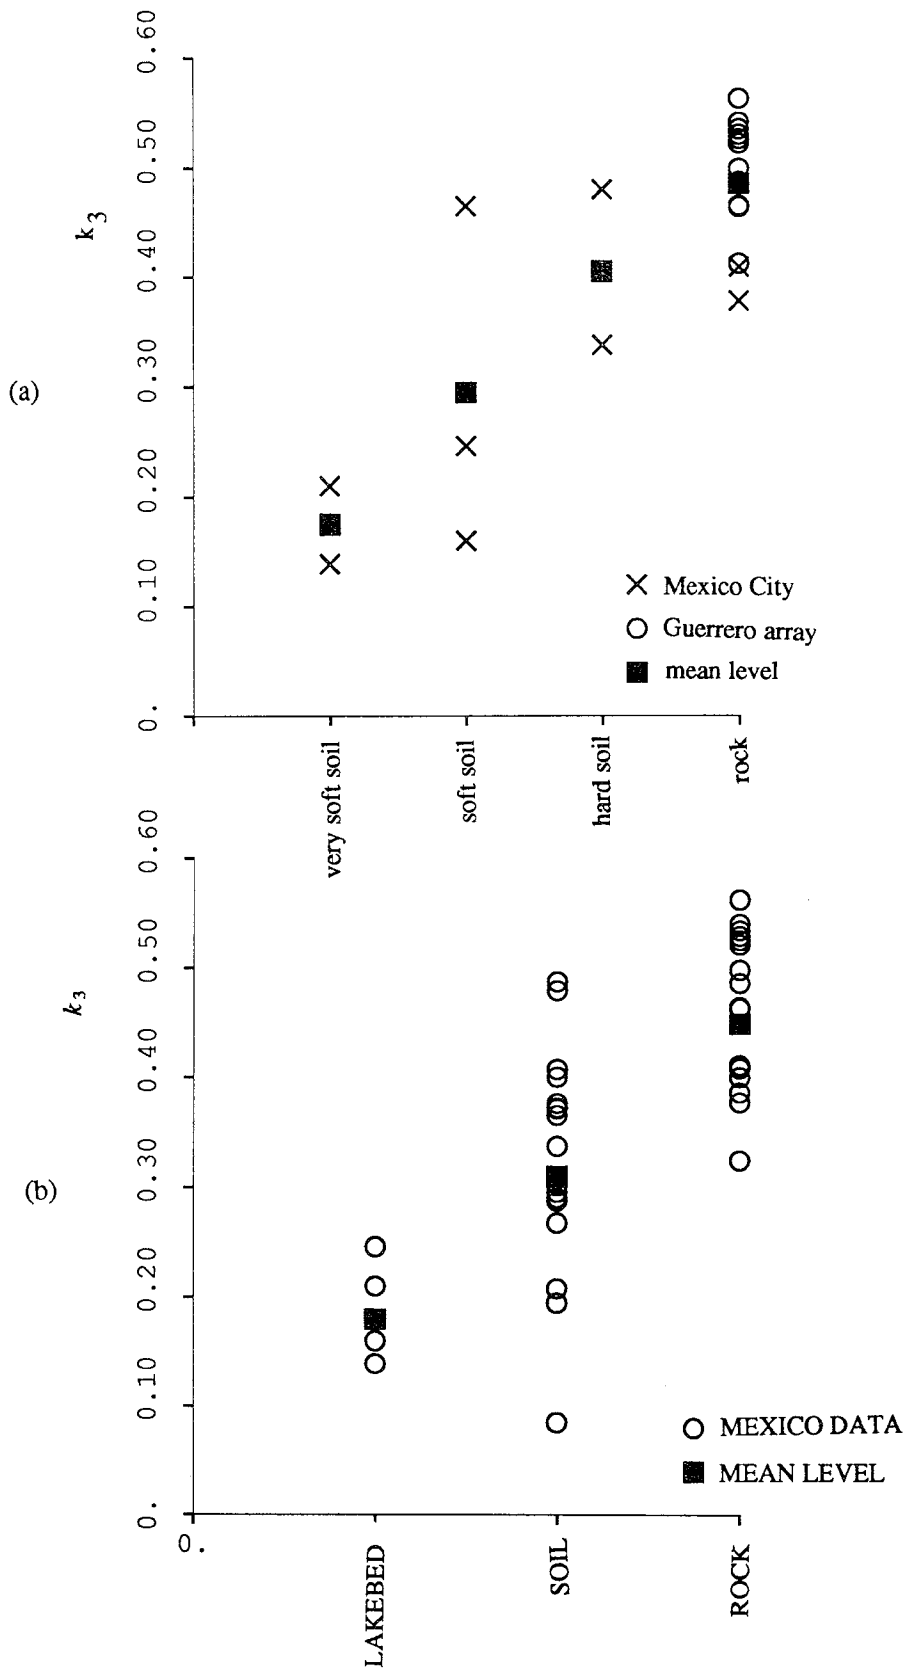 (a)
k3
0.60
0.50
0.40
0.30
0.20
0.10
0.
× Mexico City
○ Guerrero array
■ mean level
very soft soil
soft soil
hard soil
rock
(b)
k3
0.60
0.50
0.40
0.30
0.20
0.10
0.
○ MEXICO DATA
■ MEAN LEVEL
0.
LAKEBED
SOIL
ROCK